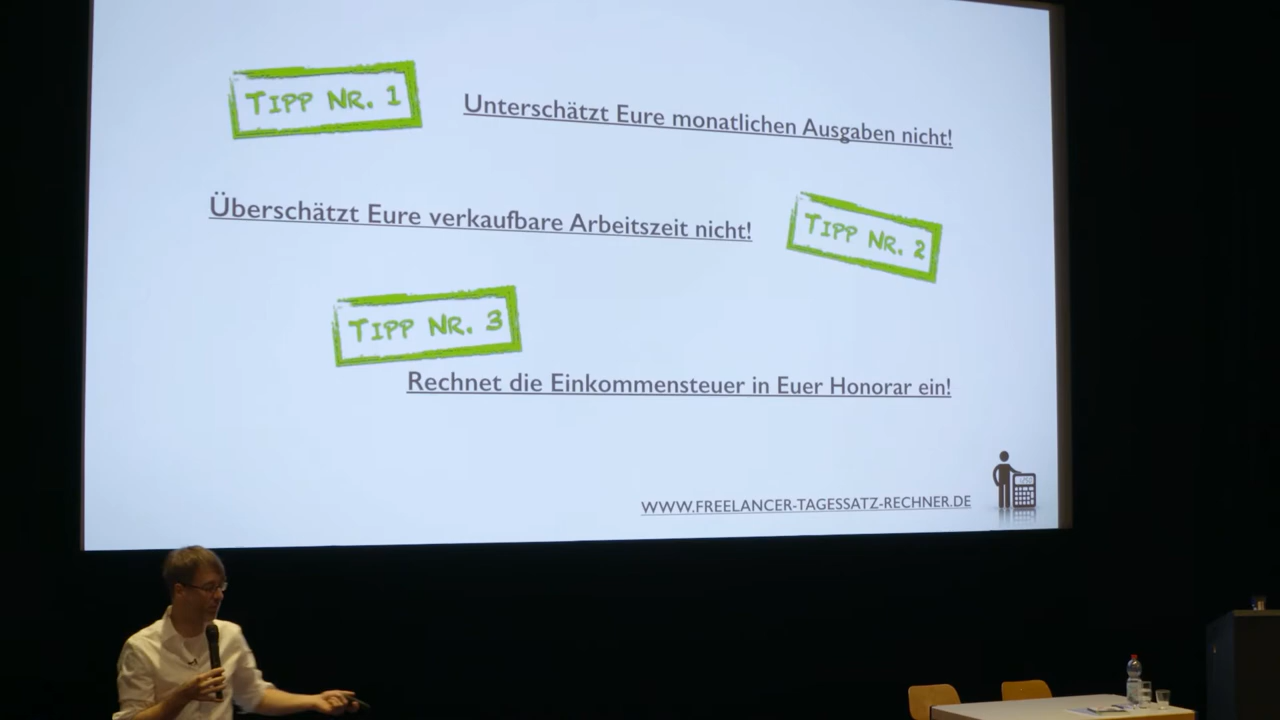 TIPP NR. 1
Unterschätzt Eure monatlichen Ausgaben nicht!
Überschätzt Eure verkaufbare Arbeitszeit nicht!
TIPP NR. 2
TIPP NR. 3
Rechnet die Einkommensteuer in Euer Honorar ein!
WWW.FREELANCER-TAGESSATZ-RECHNER.DE